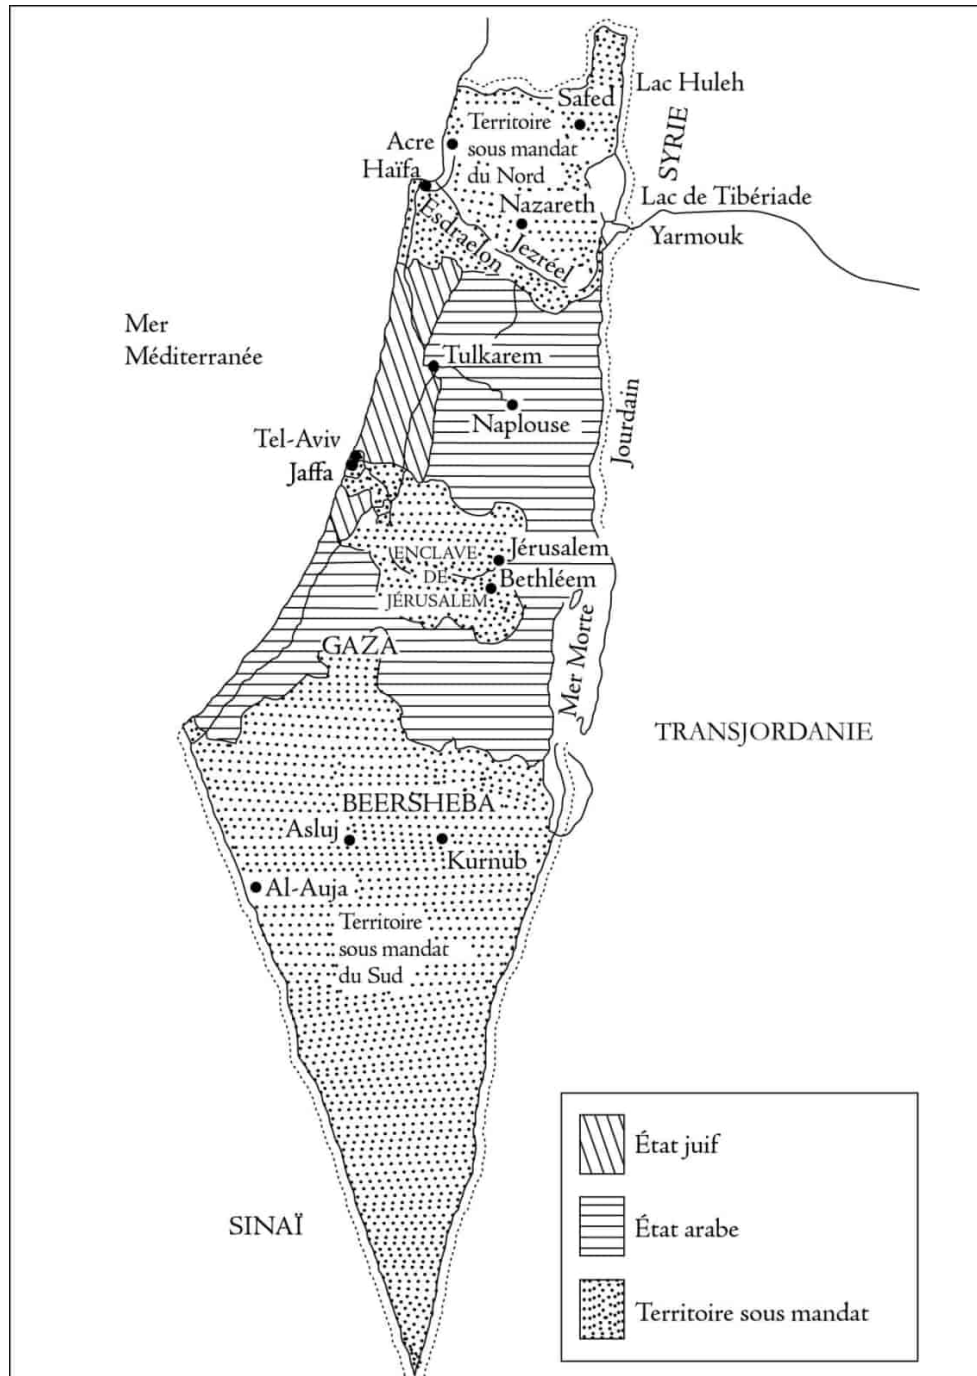 Lac Huleh
Safed
SYRIE
Territoire
sous mandat
du Nord
Acre
Haïfa
Lac de Tibériade
Nazareth
Esdraelon
Jezréel
Yarmouk
Mer
Méditerranée
Tulkarem
Naplouse
Jourdain
Tel-Aviv
Jaffa
Jérusalem
ENCLAVE
DE
JÉRUSALEM
Bethléem
GAZA
Mer Morte
TRANSJORDANIE
BEERSHEBA
Asluj
Kurnub
Al-Auja
Territoire
sous mandat
du Sud
SINAÏ
État juif
État arabe
Territoire sous mandat